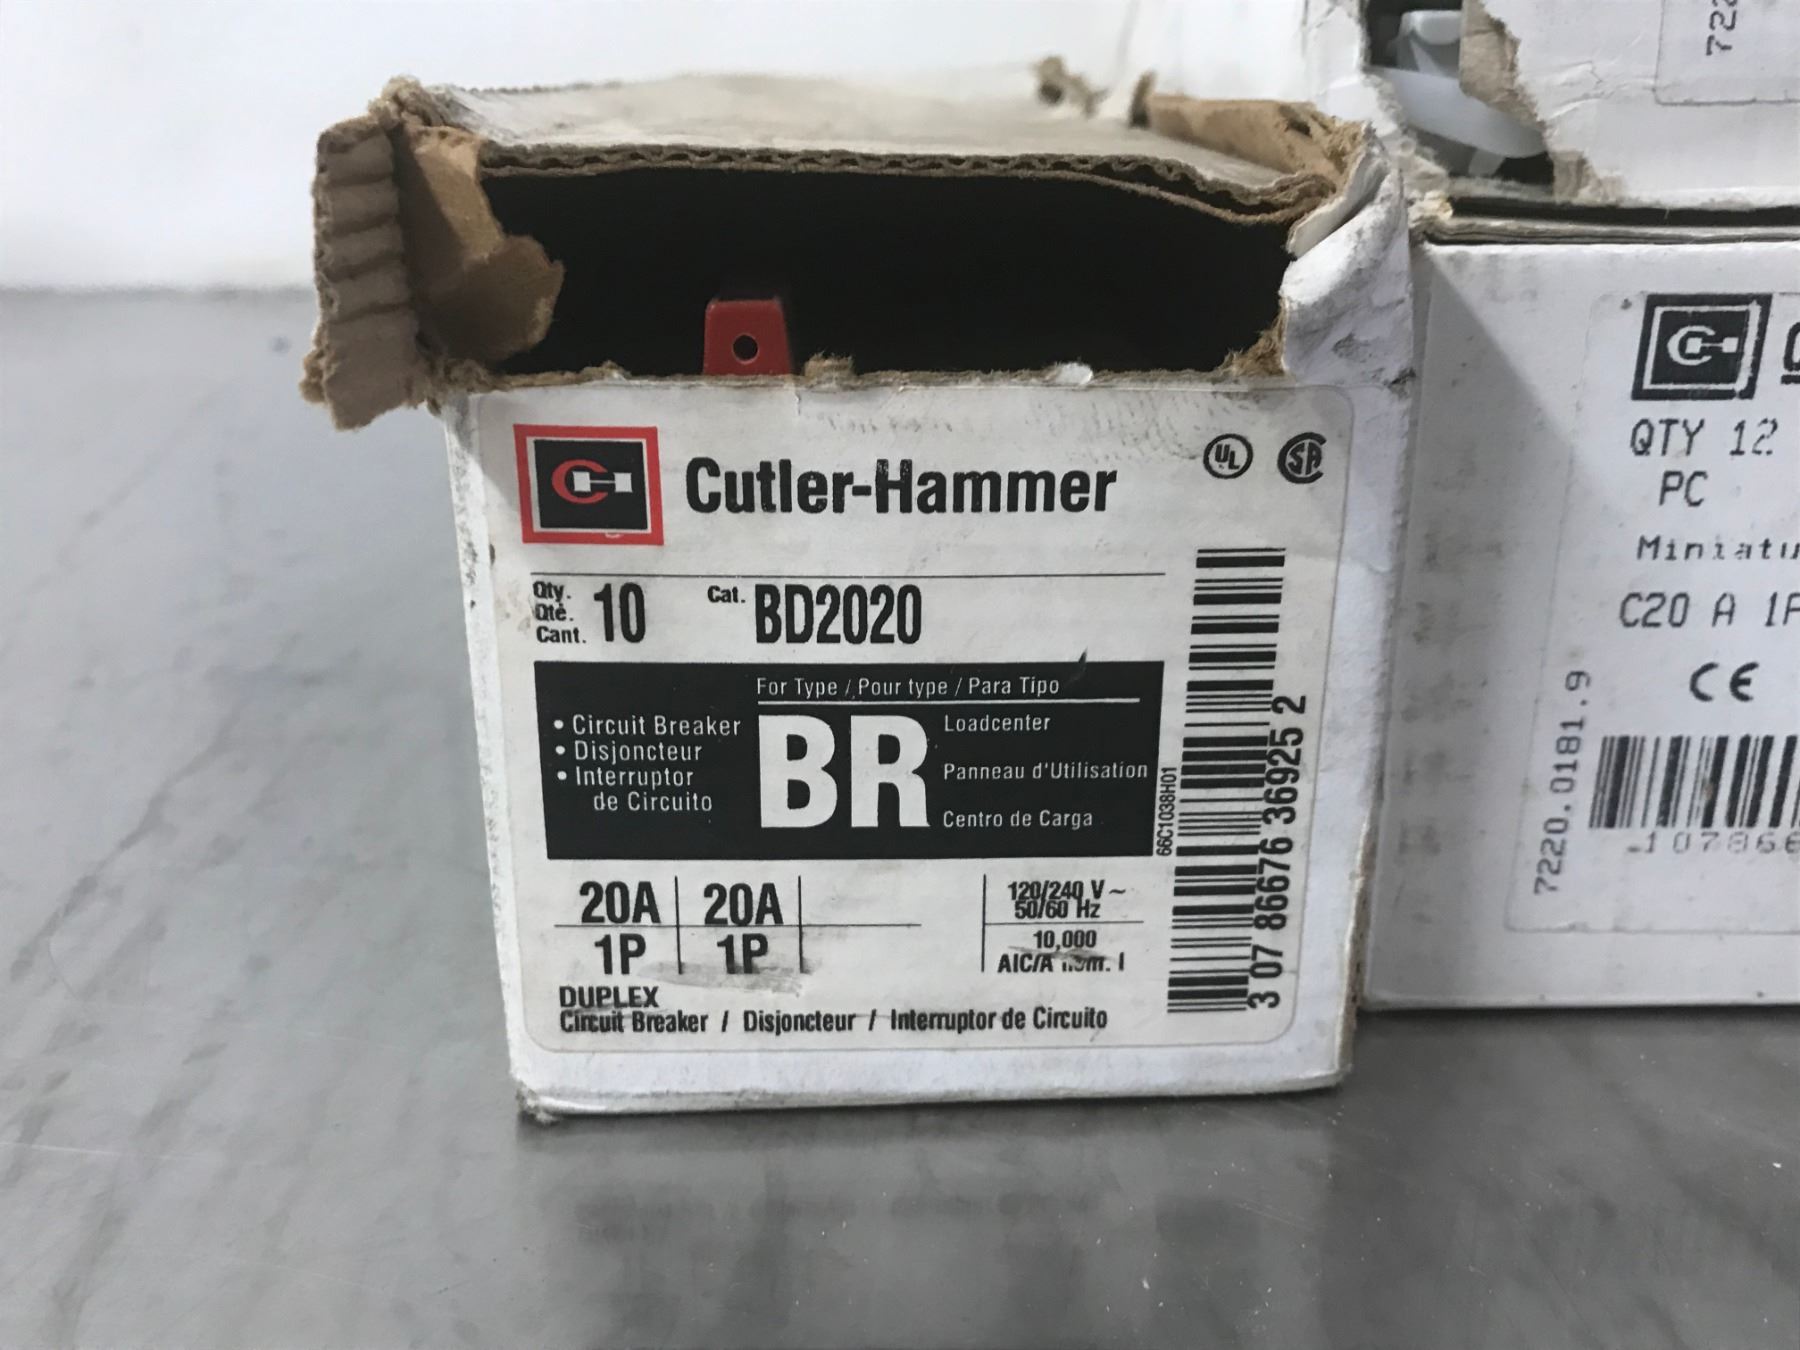 Cutler-Hammer
UL
Qty.
Qté.
Cant.
10
Cat. BD2020
For Type / Pour type / Para Tipo
• Circuit Breaker
• Disjoncteur
• Interruptor
de Circuito
BR
Loadcenter
Panneau d'Utilisation
Centro de Carga
20A 20A
1P 1P
120/240 V~
50/60 Hz
10,000
AIC/A nom. I
DUPLEX
Circuit Breaker / Disjoncteur / Interruptor de Circuito
66C1038H01
3 07 86676 36925 2
QTY 12
PC
C20 A
CE
7220.0181.9